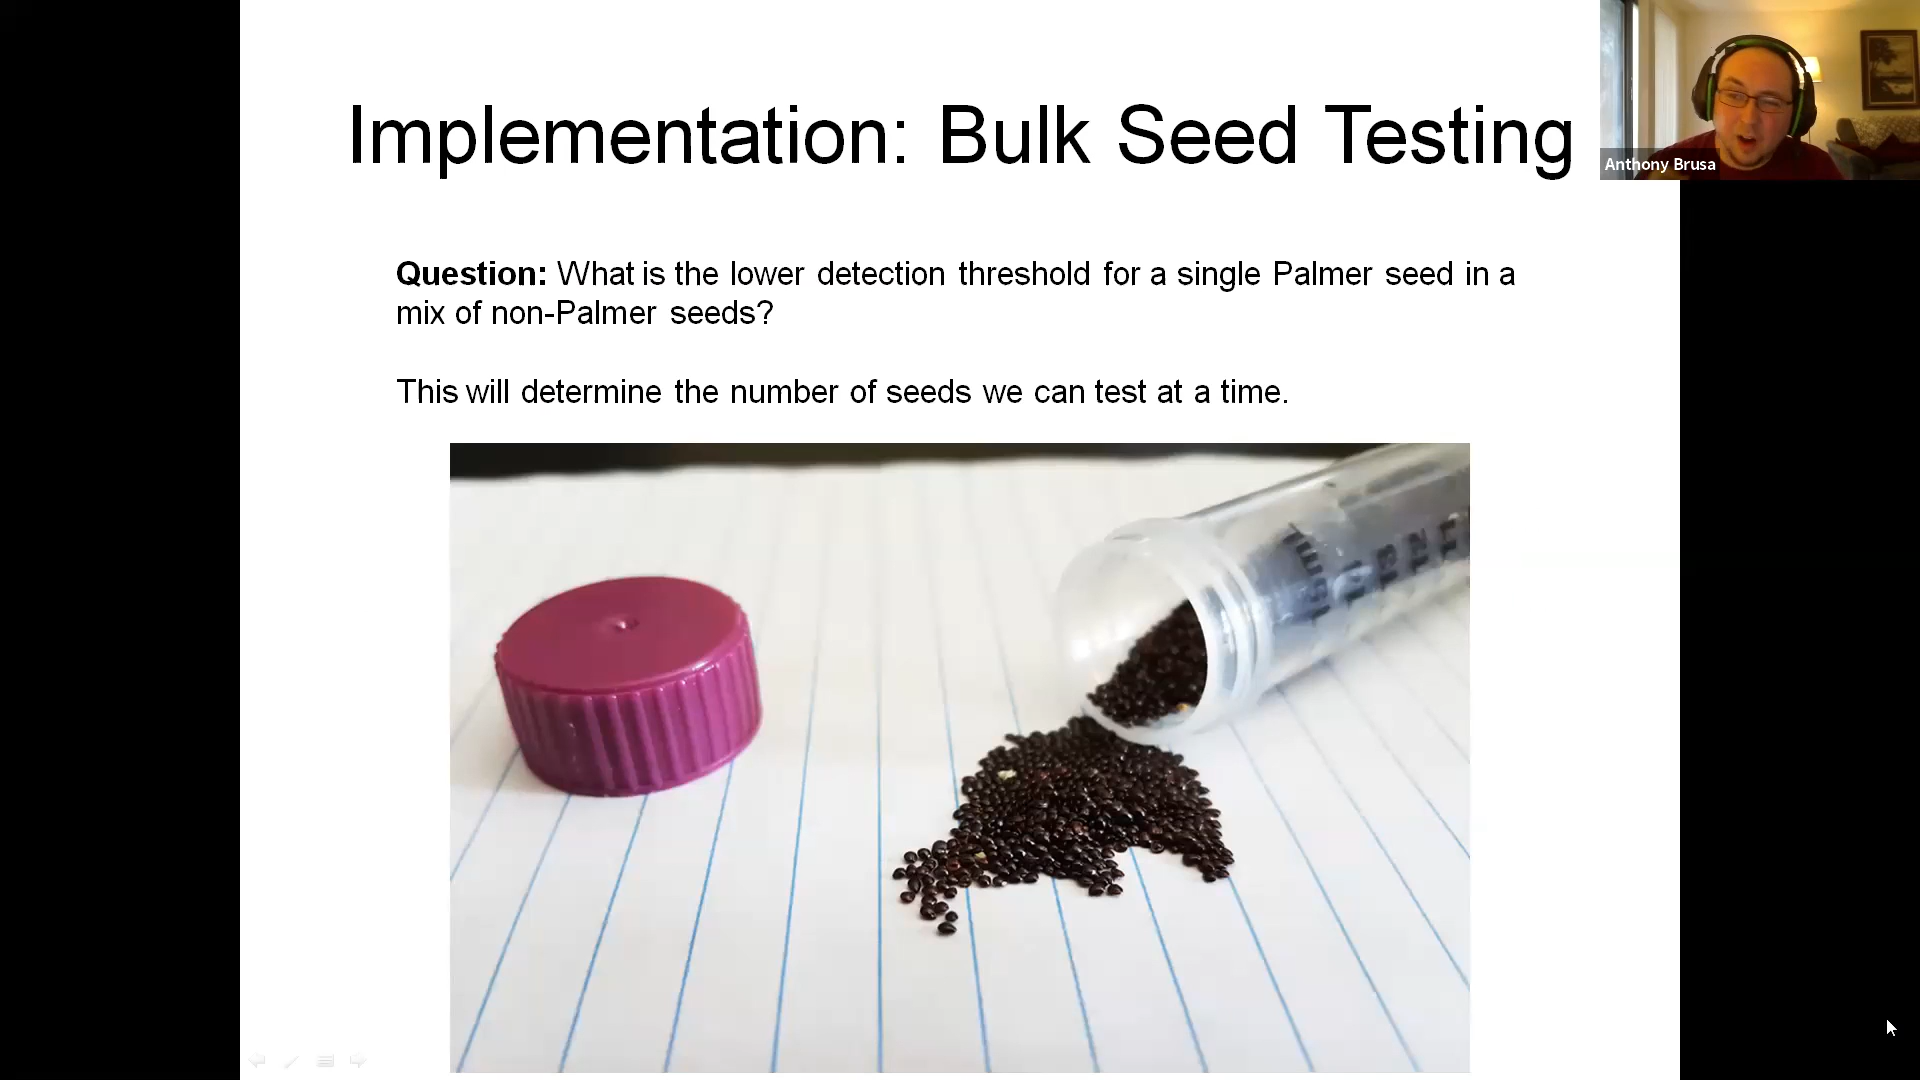 Implementation: Bulk Seed Testing
Anthony Brusa
Question: What is the lower detection threshold for a single Palmer seed in a
mix of non-Palmer seeds?
This will determine the number of seeds we can test at a time.
15mL